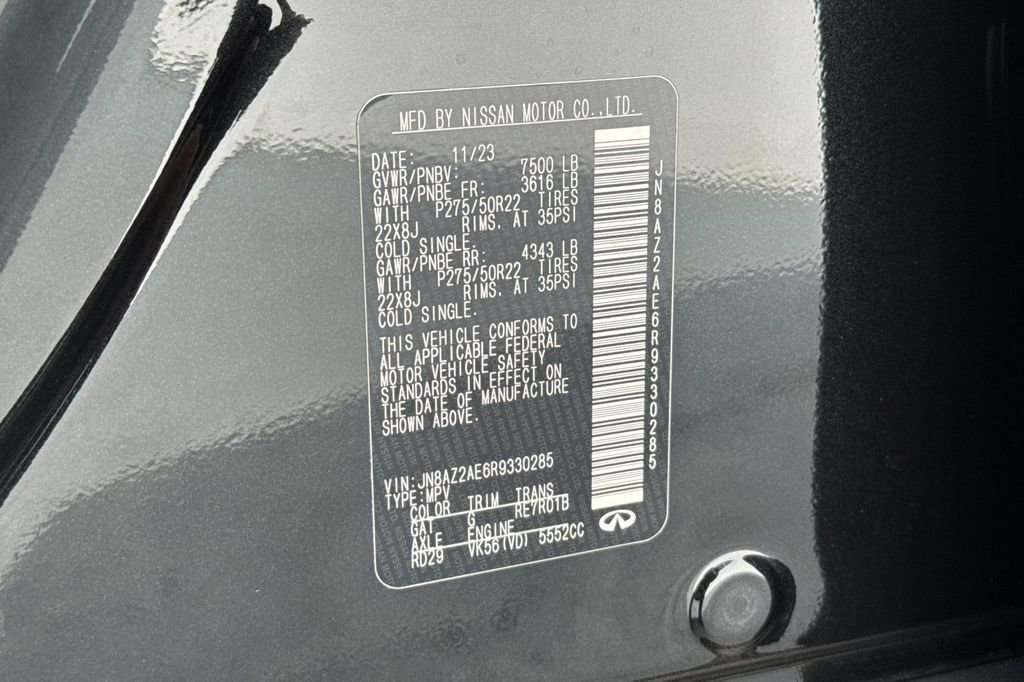 MFD BY NISSAN MOTOR CO.,LTD.
DATE: 11/23
GVWR/PNBV: 7500 LB
GAWR/PNBE FR: 3616 LB
WITH P275/50R22 TIRES
22X8J RIMS, AT 35PSI
COLD SINGLE.
GAWR/PNBE RR: 4343 LB
WITH P275/50R22 TIRES
22X8J RIMS, AT 35PSI
COLD SINGLE.
THIS VEHICLE CONFORMS TO
ALL APPLICABLE FEDERAL
MOTOR VEHICLE SAFETY
STANDARDS IN EFFECT ON
THE DATE OF MANUFACTURE
SHOWN ABOVE.
VIN:JN8AZ2AE6R9330285
TYPE:MPV
COLOR TRIM TRANS
GAT G RE7R01B
AXLE ENGINE
RD29 VK56(VD) 5552CC
JN8AZ2AE6R9330285